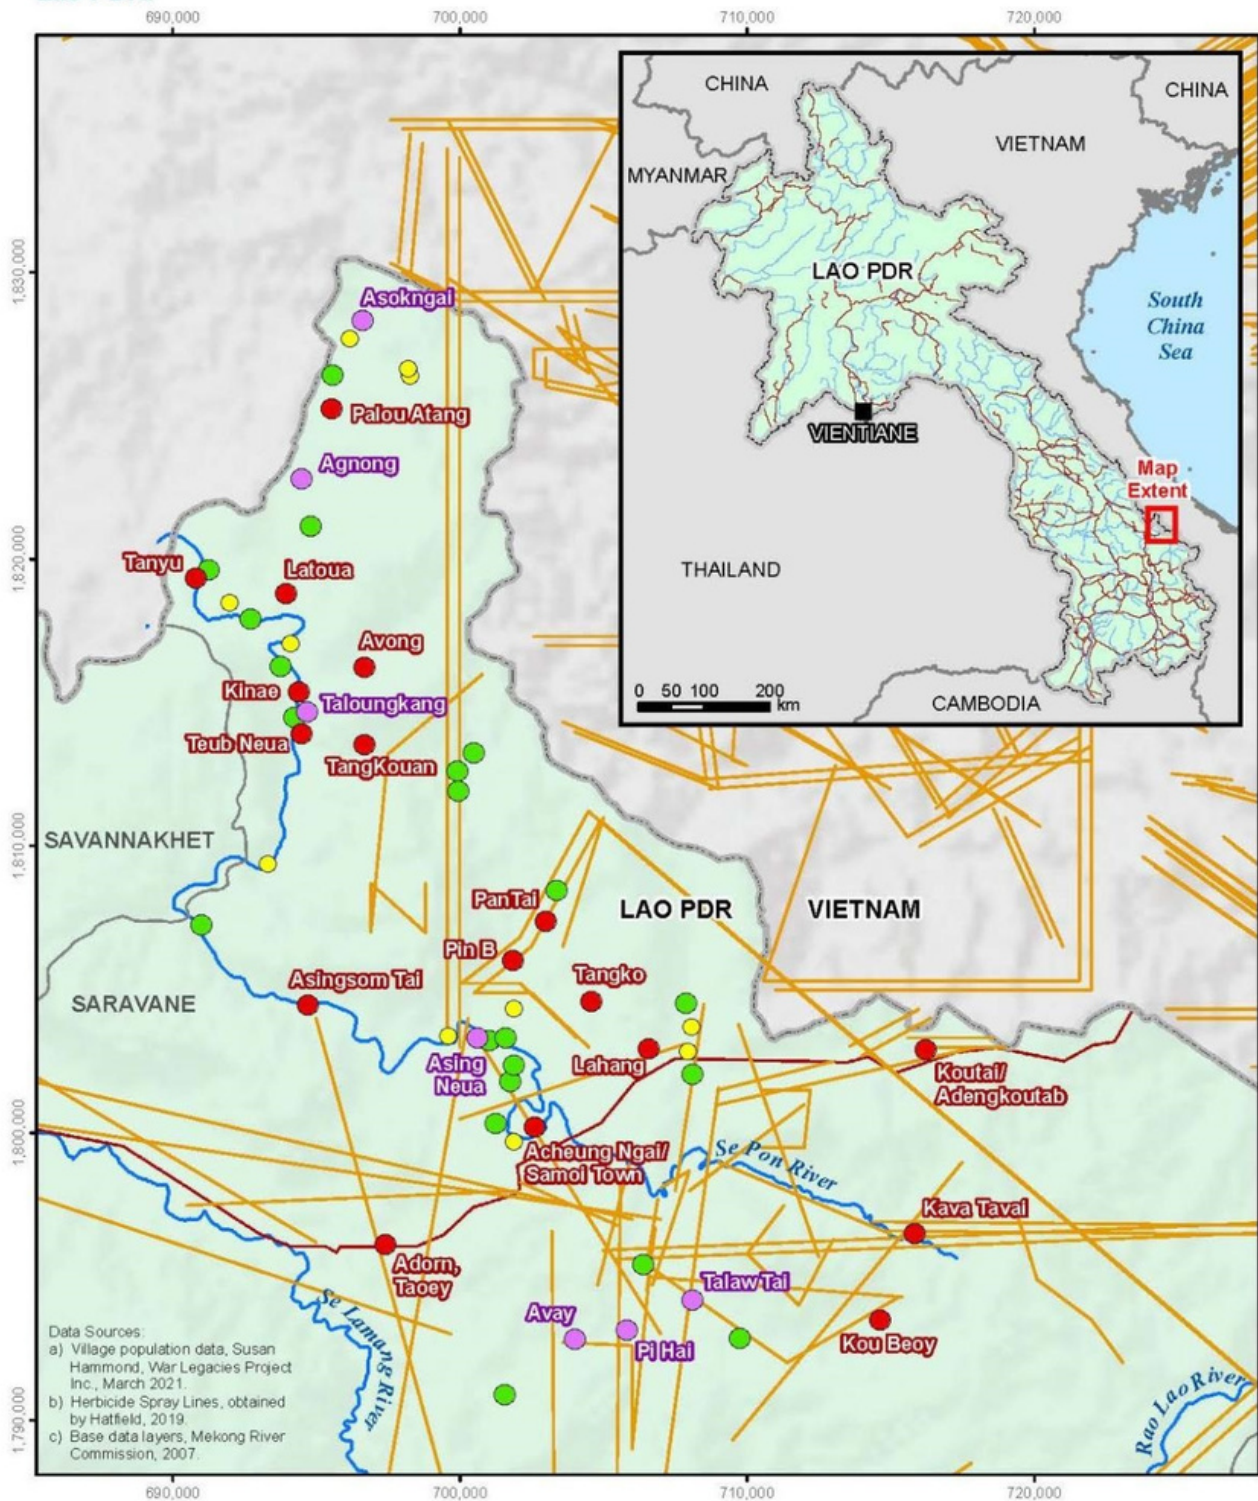 690,000
700,000
710,000
720,000
CHINA
CHINA
VIETNAM
MYANMAR
LAO PDR
South
China
Sea
VIENTIANE
Map
Extent
THAILAND
CAMBODIA
0 50 100 200
km
1,830,000
1,820,000
1,810,000
1,800,000
1,790,000
Asokngai
Palou Atang
Agnong
Tanyu
Latoua
Avong
Kinae
Taloungkang
Teub Neua
TangKouan
SAVANNAKHET
PanTai
LAO PDR
VIETNAM
Pin B
Tangko
Asingsom Tai
SARAVANE
Asing
Neua
Lahang
Koutai/
Adengkoutab
Acheung Ngai/
Samoi Town
Se Pon River
Kava Taval
Adorn,
Taoey
Talaw Tai
Avay
Pi Hai
Kou Beoy
Se Lamang River
Rao Lao River
Data Sources:
a) Village population data, Susan
Hammond, War Legacies Project
Inc., March 2021.
b) Herbicide Spray Lines, obtained
by Hatfield, 2019.
c) Base data layers, Mekong River
Commission, 2007.
690,000
700,000
710,000
720,000